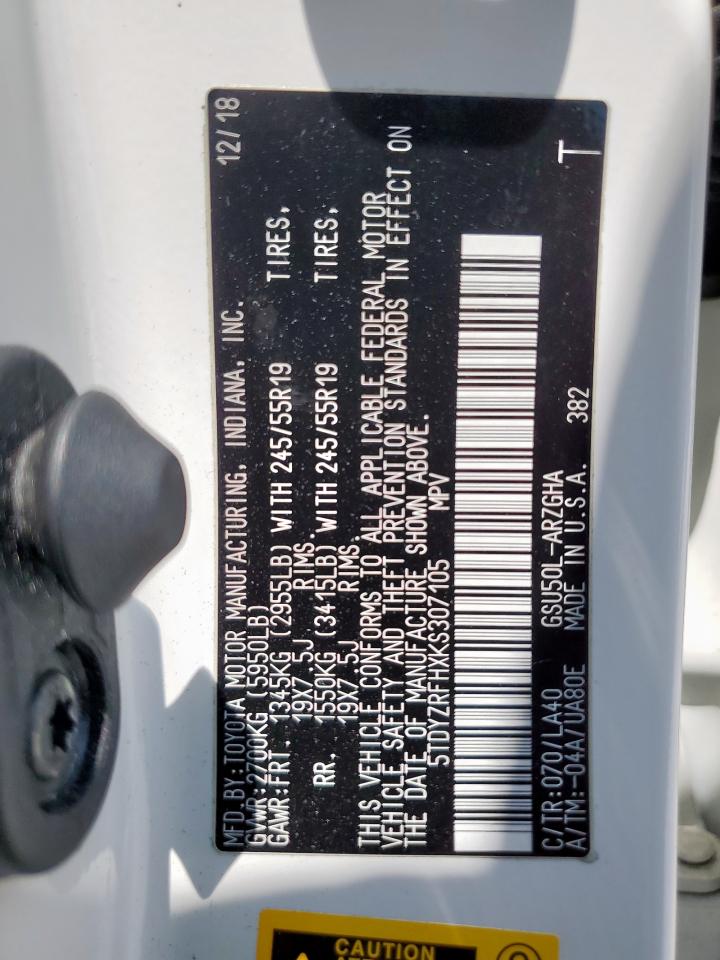 MFD.BY:TOYOTA MOTOR MANUFACTURING, INDIANA, INC. 12/18
GVWR:2700KG (5950LB)
GAWR:FRT. 1345KG (2955LB) WITH 245/55R19 TIRES,
19X7.5J RIMS.
RR. 1550KG (3415LB) WITH 245/55R19 TIRES,
19X7.5J RIMS.
THIS VEHICLE CONFORMS TO ALL APPLICABLE FEDERAL MOTOR
VEHICLE SAFETY AND THEFT PREVENTION STANDARDS IN EFFECT ON
THE DATE OF MANUFACTURE SHOWN ABOVE.
5TDYZRFHXKS307105 MPV
C/TR:070/LA40 GSU50L-ARZGHA T
A/TM:-04A/UA80E MADE IN U.S.A. 382
CAUTION